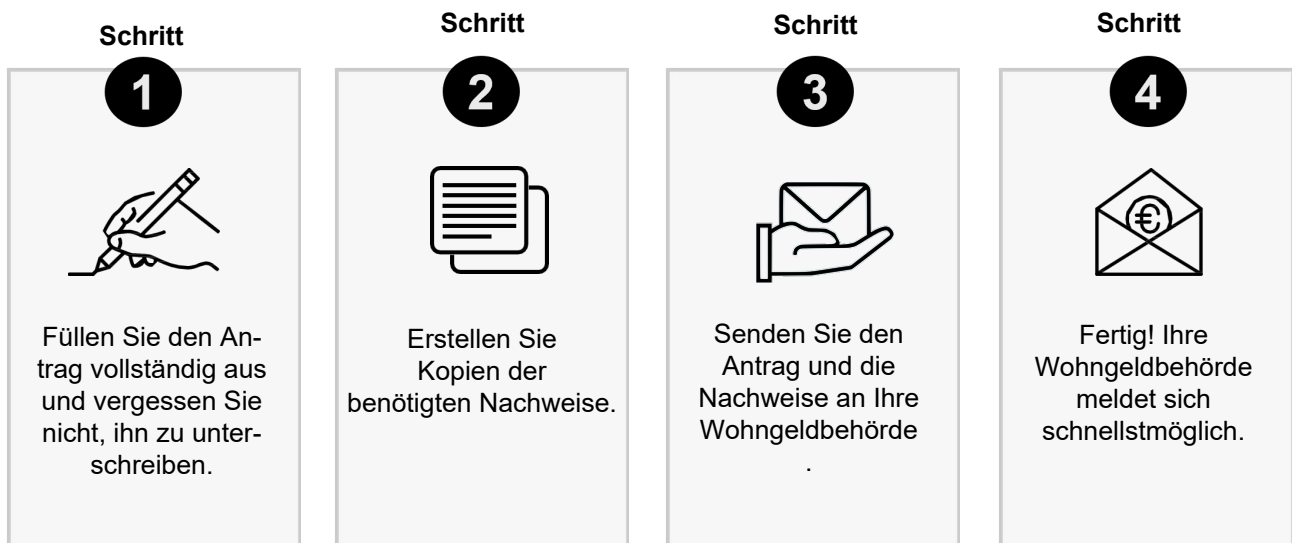 Schritt
1
Füllen Sie den An-
trag vollständig aus
und vergessen Sie
nicht, ihn zu unter-
schreiben.
Schritt
2
Erstellen Sie
Kopien der
benötigten Nachweise.
Schritt
3
Senden Sie den
Antrag und die
Nachweise an Ihre
Wohngeldbehörde
.
Schritt
4
€
Fertig! Ihre
Wohngeldbehörde
meldet sich
schnellstmöglich.